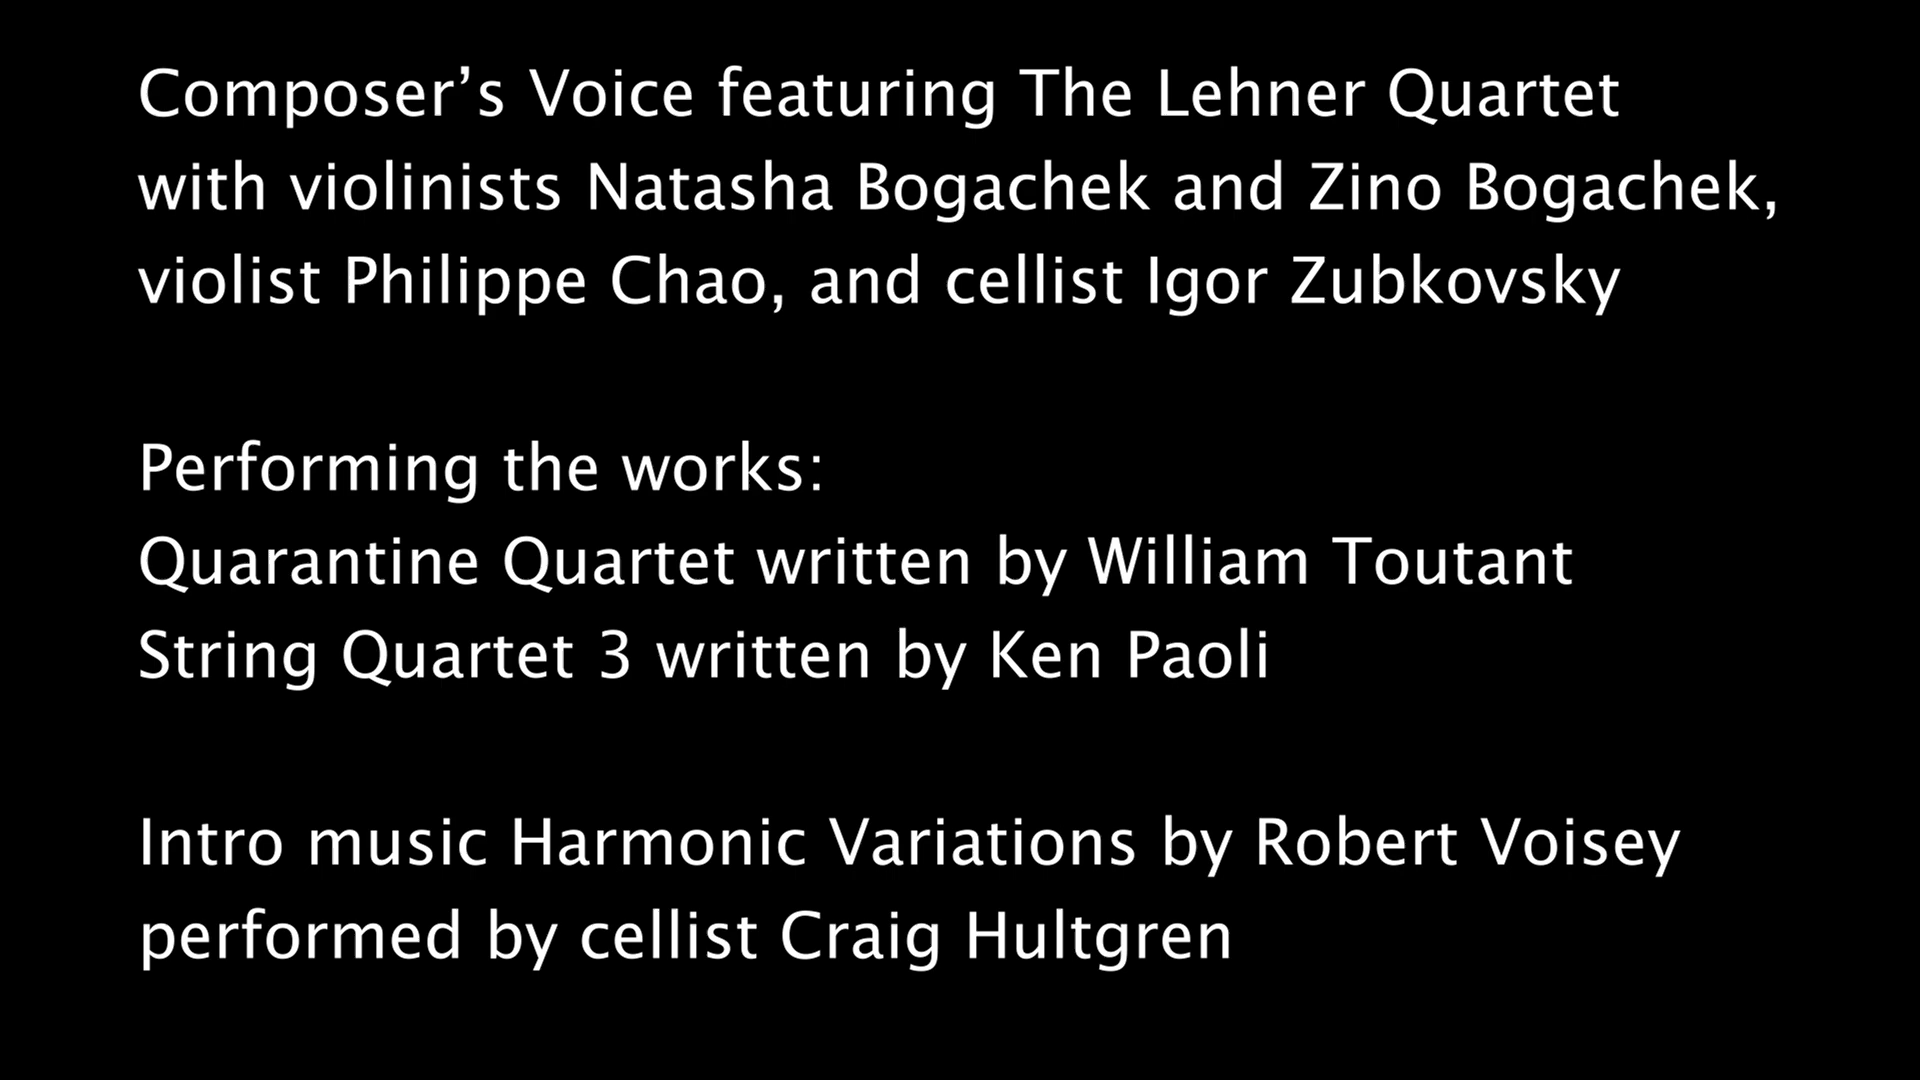 Composer’s Voice featuring The Lehner Quartet
with violinists Natasha Bogachek and Zino Bogachek,
violist Philippe Chao, and cellist Igor Zubkovsky
Performing the works:
Quarantine Quartet written by William Toutant
String Quartet 3 written by Ken Paoli
Intro music Harmonic Variations by Robert Voisey
performed by cellist Craig Hultgren